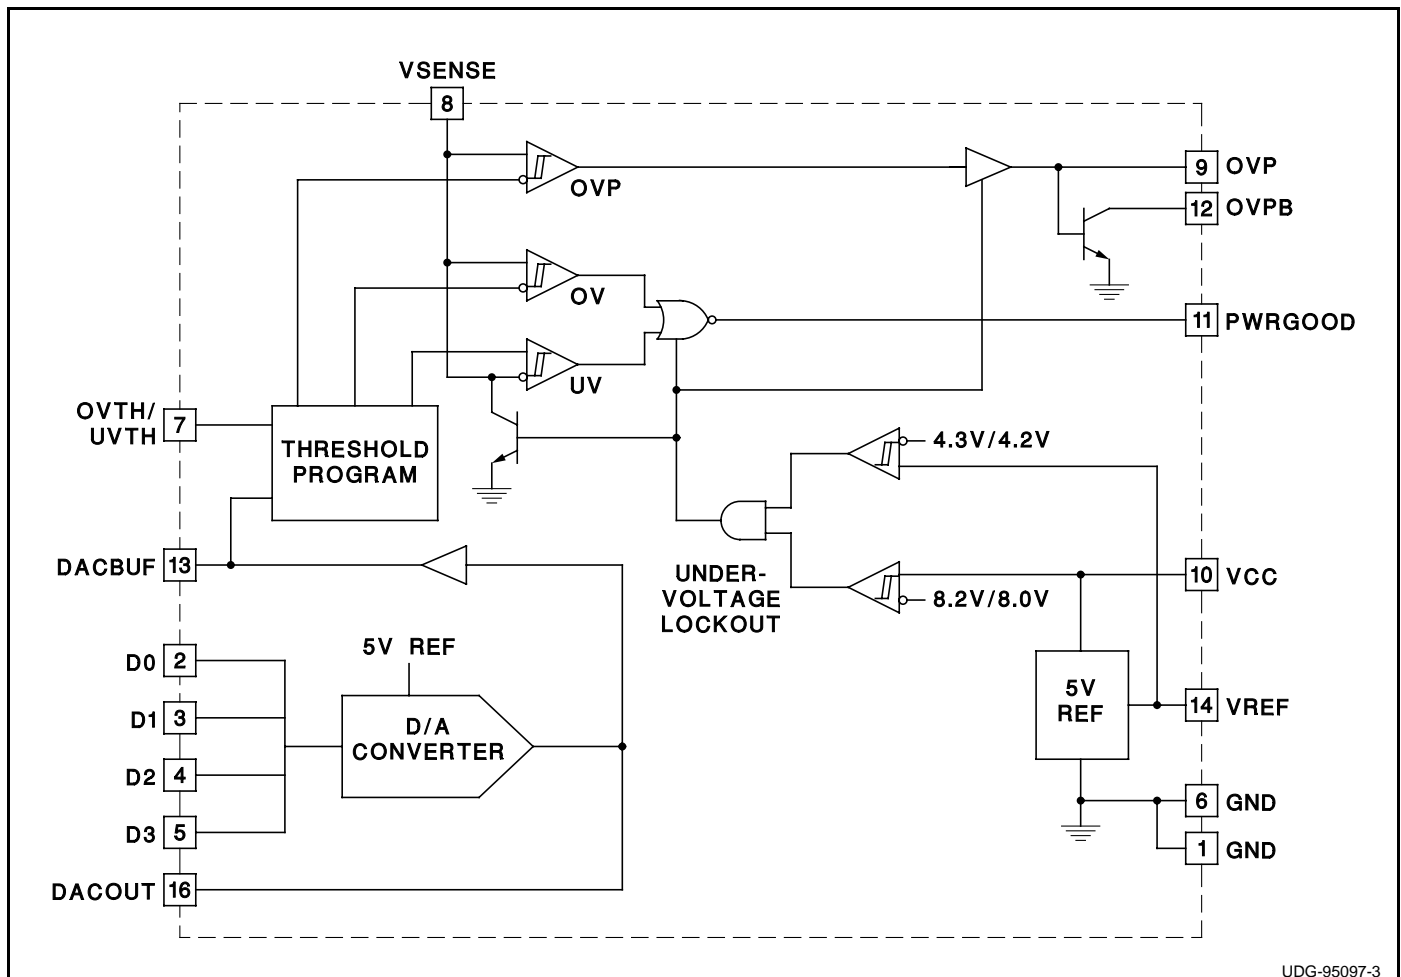 VSENSE
8
OVP
9
OVP
12
OVPB
OV
11
PWRGOOD
UV
OVTH/
UVTH
7
THRESHOLD
PROGRAM
4.3V/4.2V
DACBUF
13
UNDER-
VOLTAGE
LOCKOUT
8.2V/8.0V
10
VCC
5V REF
D0
2
D1
3
D2
4
D3
5
D/A
CONVERTER
5V
REF
14
VREF
6
GND
1
GND
DACOUT
16
UDG-95097-3